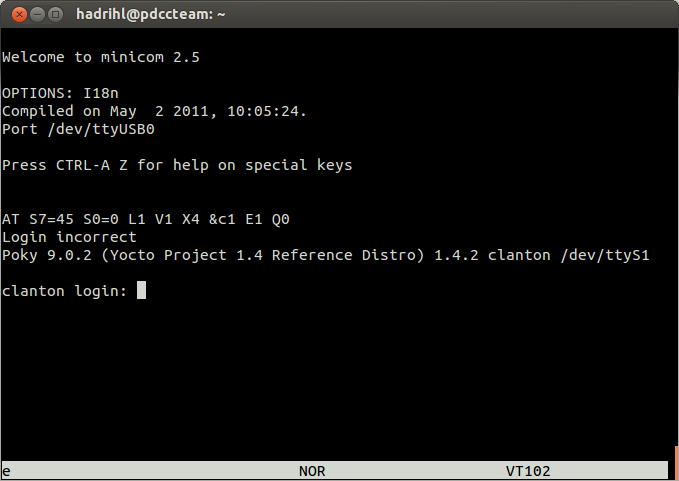 hadrihl@pdccteam: ~
Welcome to minicom 2.5
OPTIONS: I18n
Compiled on May  2 2011, 10:05:24.
Port /dev/ttyUSB0
Press CTRL-A Z for help on special keys
AT S7=45 S0=0 L1 V1 X4 &c1 E1 Q0
Login incorrect
Poky 9.0.2 (Yocto Project 1.4 Reference Distro) 1.4.2 clanton /dev/ttyS1
clanton login:
e NOR VT102